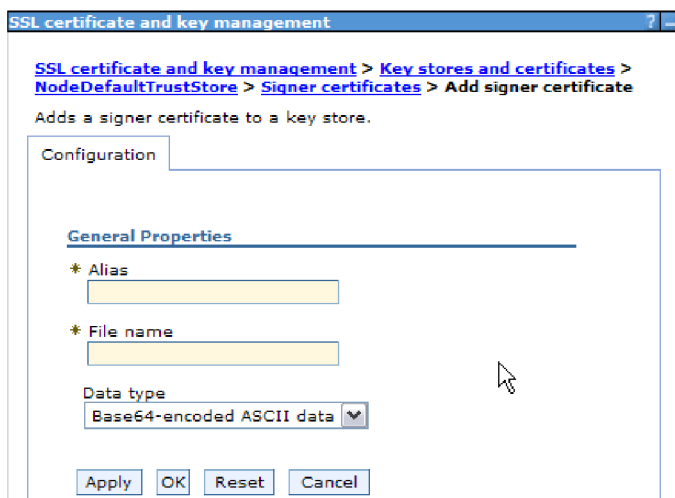 SSL certificate and key management ? –
SSL certificate and key management > Key stores and certificates >
NodeDefaultTrustStore > Signer certificates > Add signer certificate
Adds a signer certificate to a key store.
Configuration
General Properties
* Alias
* File name
Data type
Base64-encoded ASCII data
Apply OK Reset Cancel